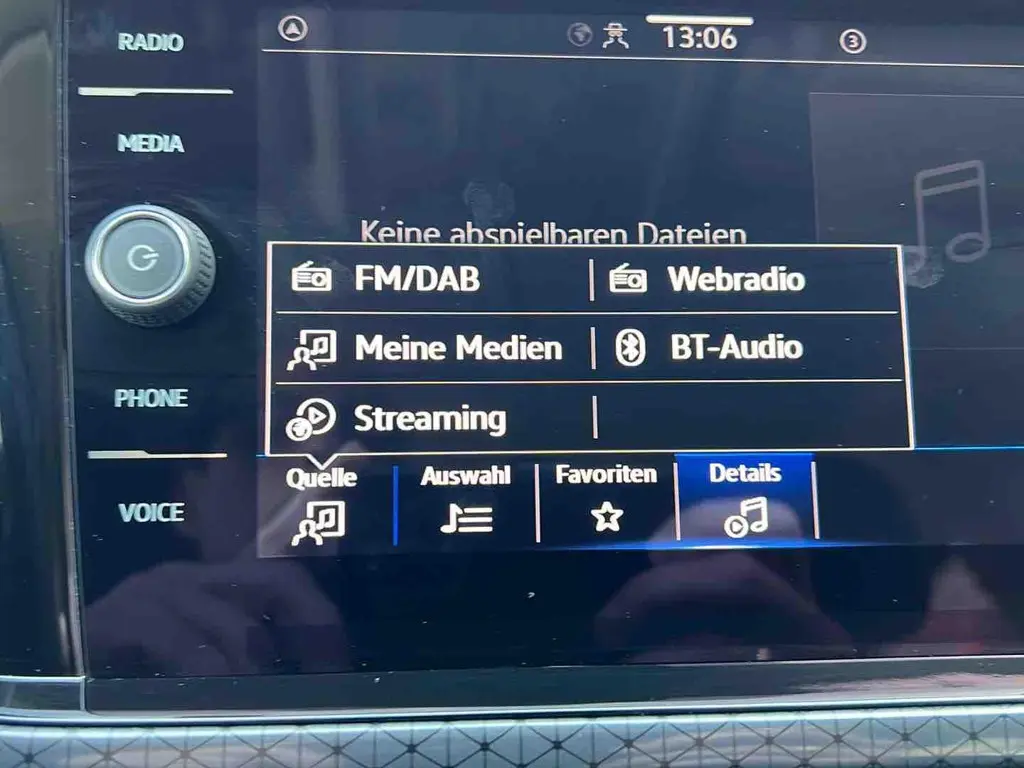 RADIO
13:06
3
MEDIA
Keine abspielbaren Dateien
FM/DAB
Webradio
Meine Medien
BT-Audio
PHONE
Streaming
Quelle
Auswahl
Favoriten
Details
VOICE